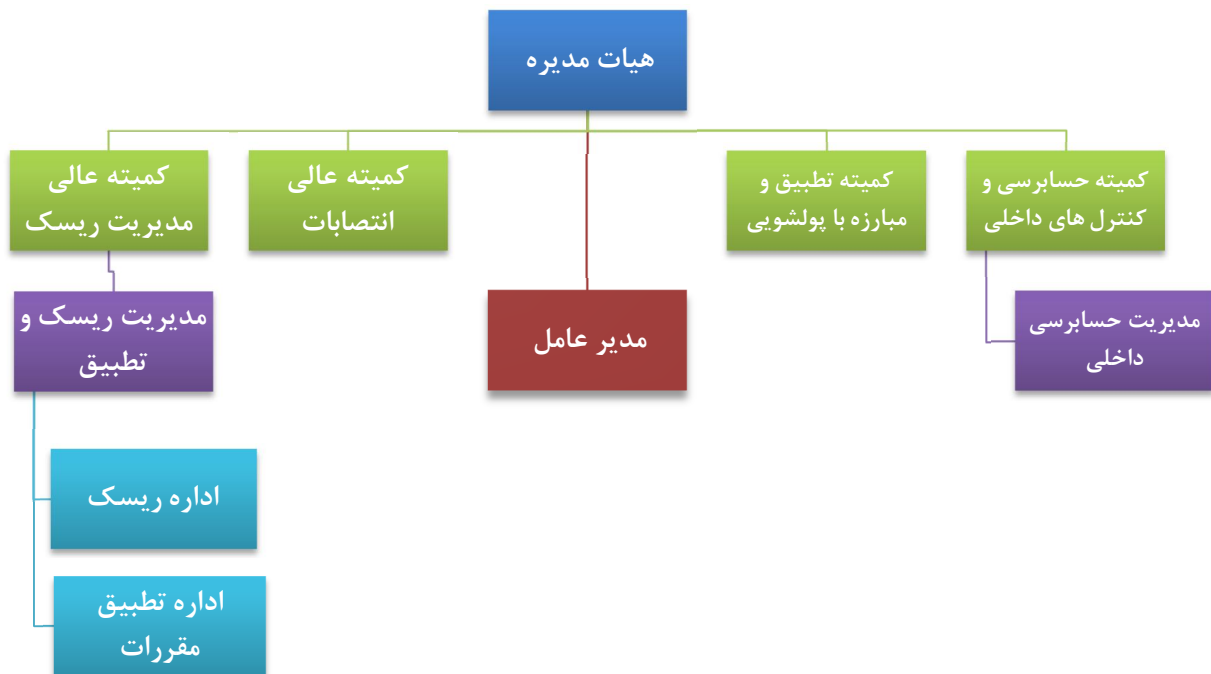 هیات مدیره
کمیته حسابرسی و
کنترل های داخلی
کمیته تطبیق و
مبارزه با پولشویی
کمیته عالی
انتصابات
کمیته عالی
مدیریت ریسک
مدیریت حسابرسی
داخلی
مدیر عامل
مدیریت ریسک و
تطبیق
اداره ریسک
اداره تطبیق
مقررات